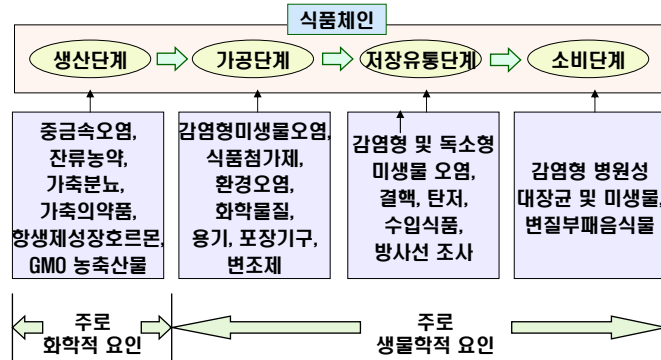 식품체인
생산단계
가공단계
저장유통단계
소비단계
중금속오염,
잔류농약,
가축분뇨,
가축의약품,
항생제성장호르몬,
GMO 농축산물
감염형미생물오염,
식품첨가제,
환경오염,
화학물질,
용기, 포장기구,
변조제
감염형 및 독소형
미생물 오염,
결핵, 탄저,
수입식품,
방사선 조사
감염형 병원성
대장균 및 미생물,
변질부패음식물
주로
화학적 요인
주로
생물학적 요인